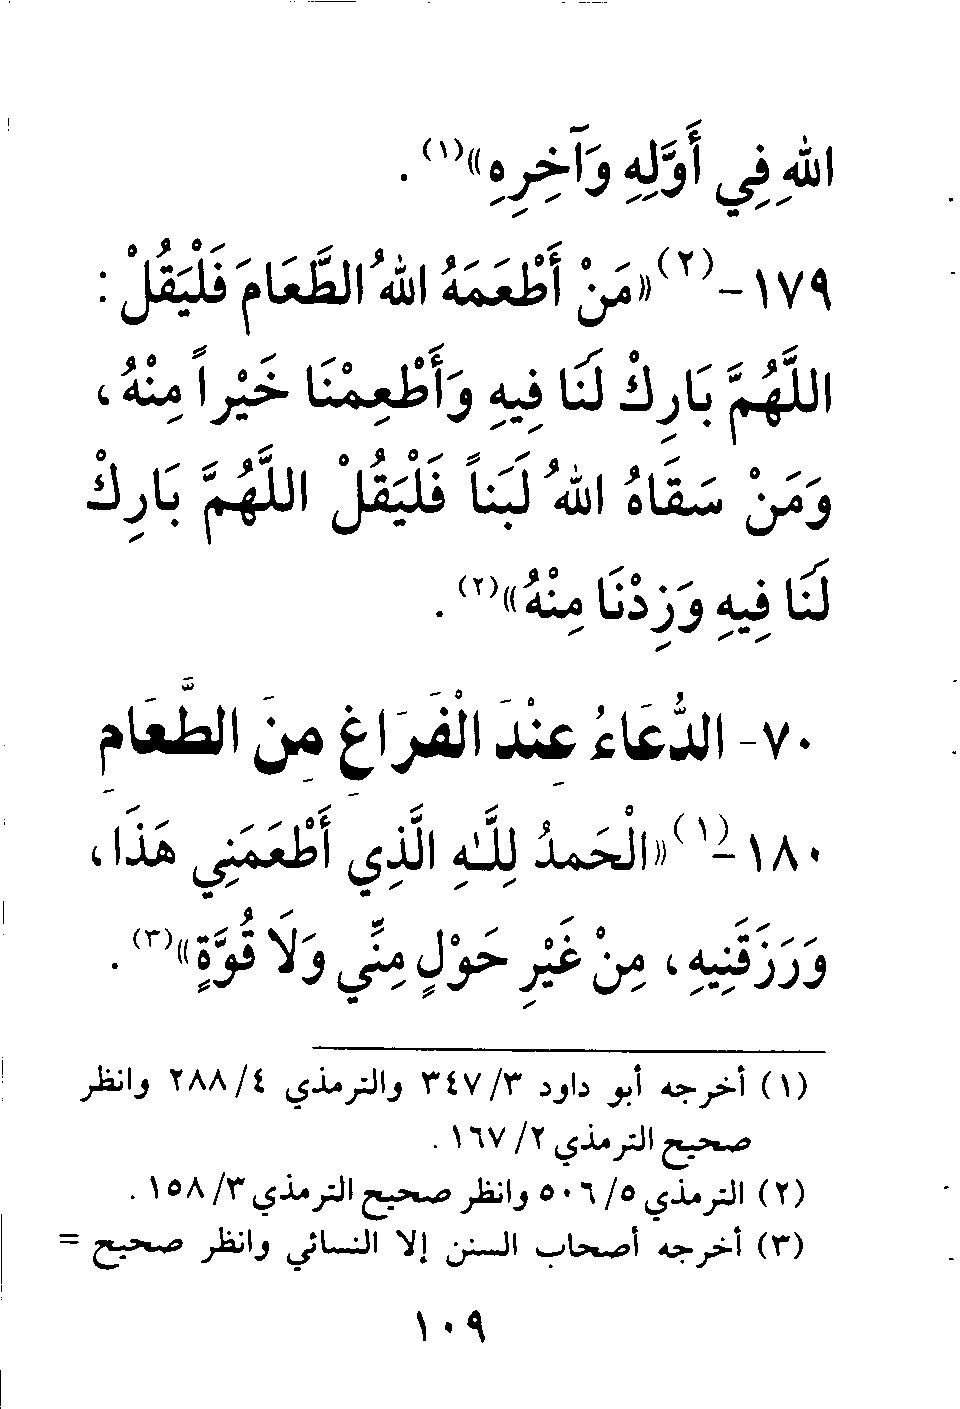 اللهِ فِي أَوَّلِهِ وَآخِرِهِ»(١) .
١٧٩-(٢) «مَنْ أَطْعَمَهُ اللهُ الطَّعَامَ فَلْيَقُلْ :
اللَّهُمَّ بَارِكْ لَنَا فِيهِ وَأَطْعِمْنَا خَيْراً مِنْهُ ،
وَمَنْ سَقَاهُ اللهُ لَبَناً فَلْيَقُلْ اللَّهُمَّ بَارِكْ
لَنَا فِيهِ وَزِدْنَا مِنْهُ»(٢) .
٧٠- الدُّعَاءُ عِنْدَ الْفَرَاغِ مِنَ الطَّعَامِ
١٨٠-(١) «الْحَمدُ لِلَّـٰهِ الَّذِي أَطْعَمَنِي هَذَا ،
وَرَزَقَنِيهِ ، مِنْ غَيْرِ حَوْلٍ مِنِّي وَلَا قُوَّةٍ»(٣) .
(١) أخرجه أبو داود ٣٤٧/٣ والترمذي ٢٨٨/٤ وانظر
صحيح الترمذي ١٦٧/٢ .
(٢) الترمذي ٥٠٦/٥ وانظر صحيح الترمذي ١٥٨/٣ .
(٣) أخرجه أصحاب السنن إلا النسائي وانظر صحيح =
١٠٩